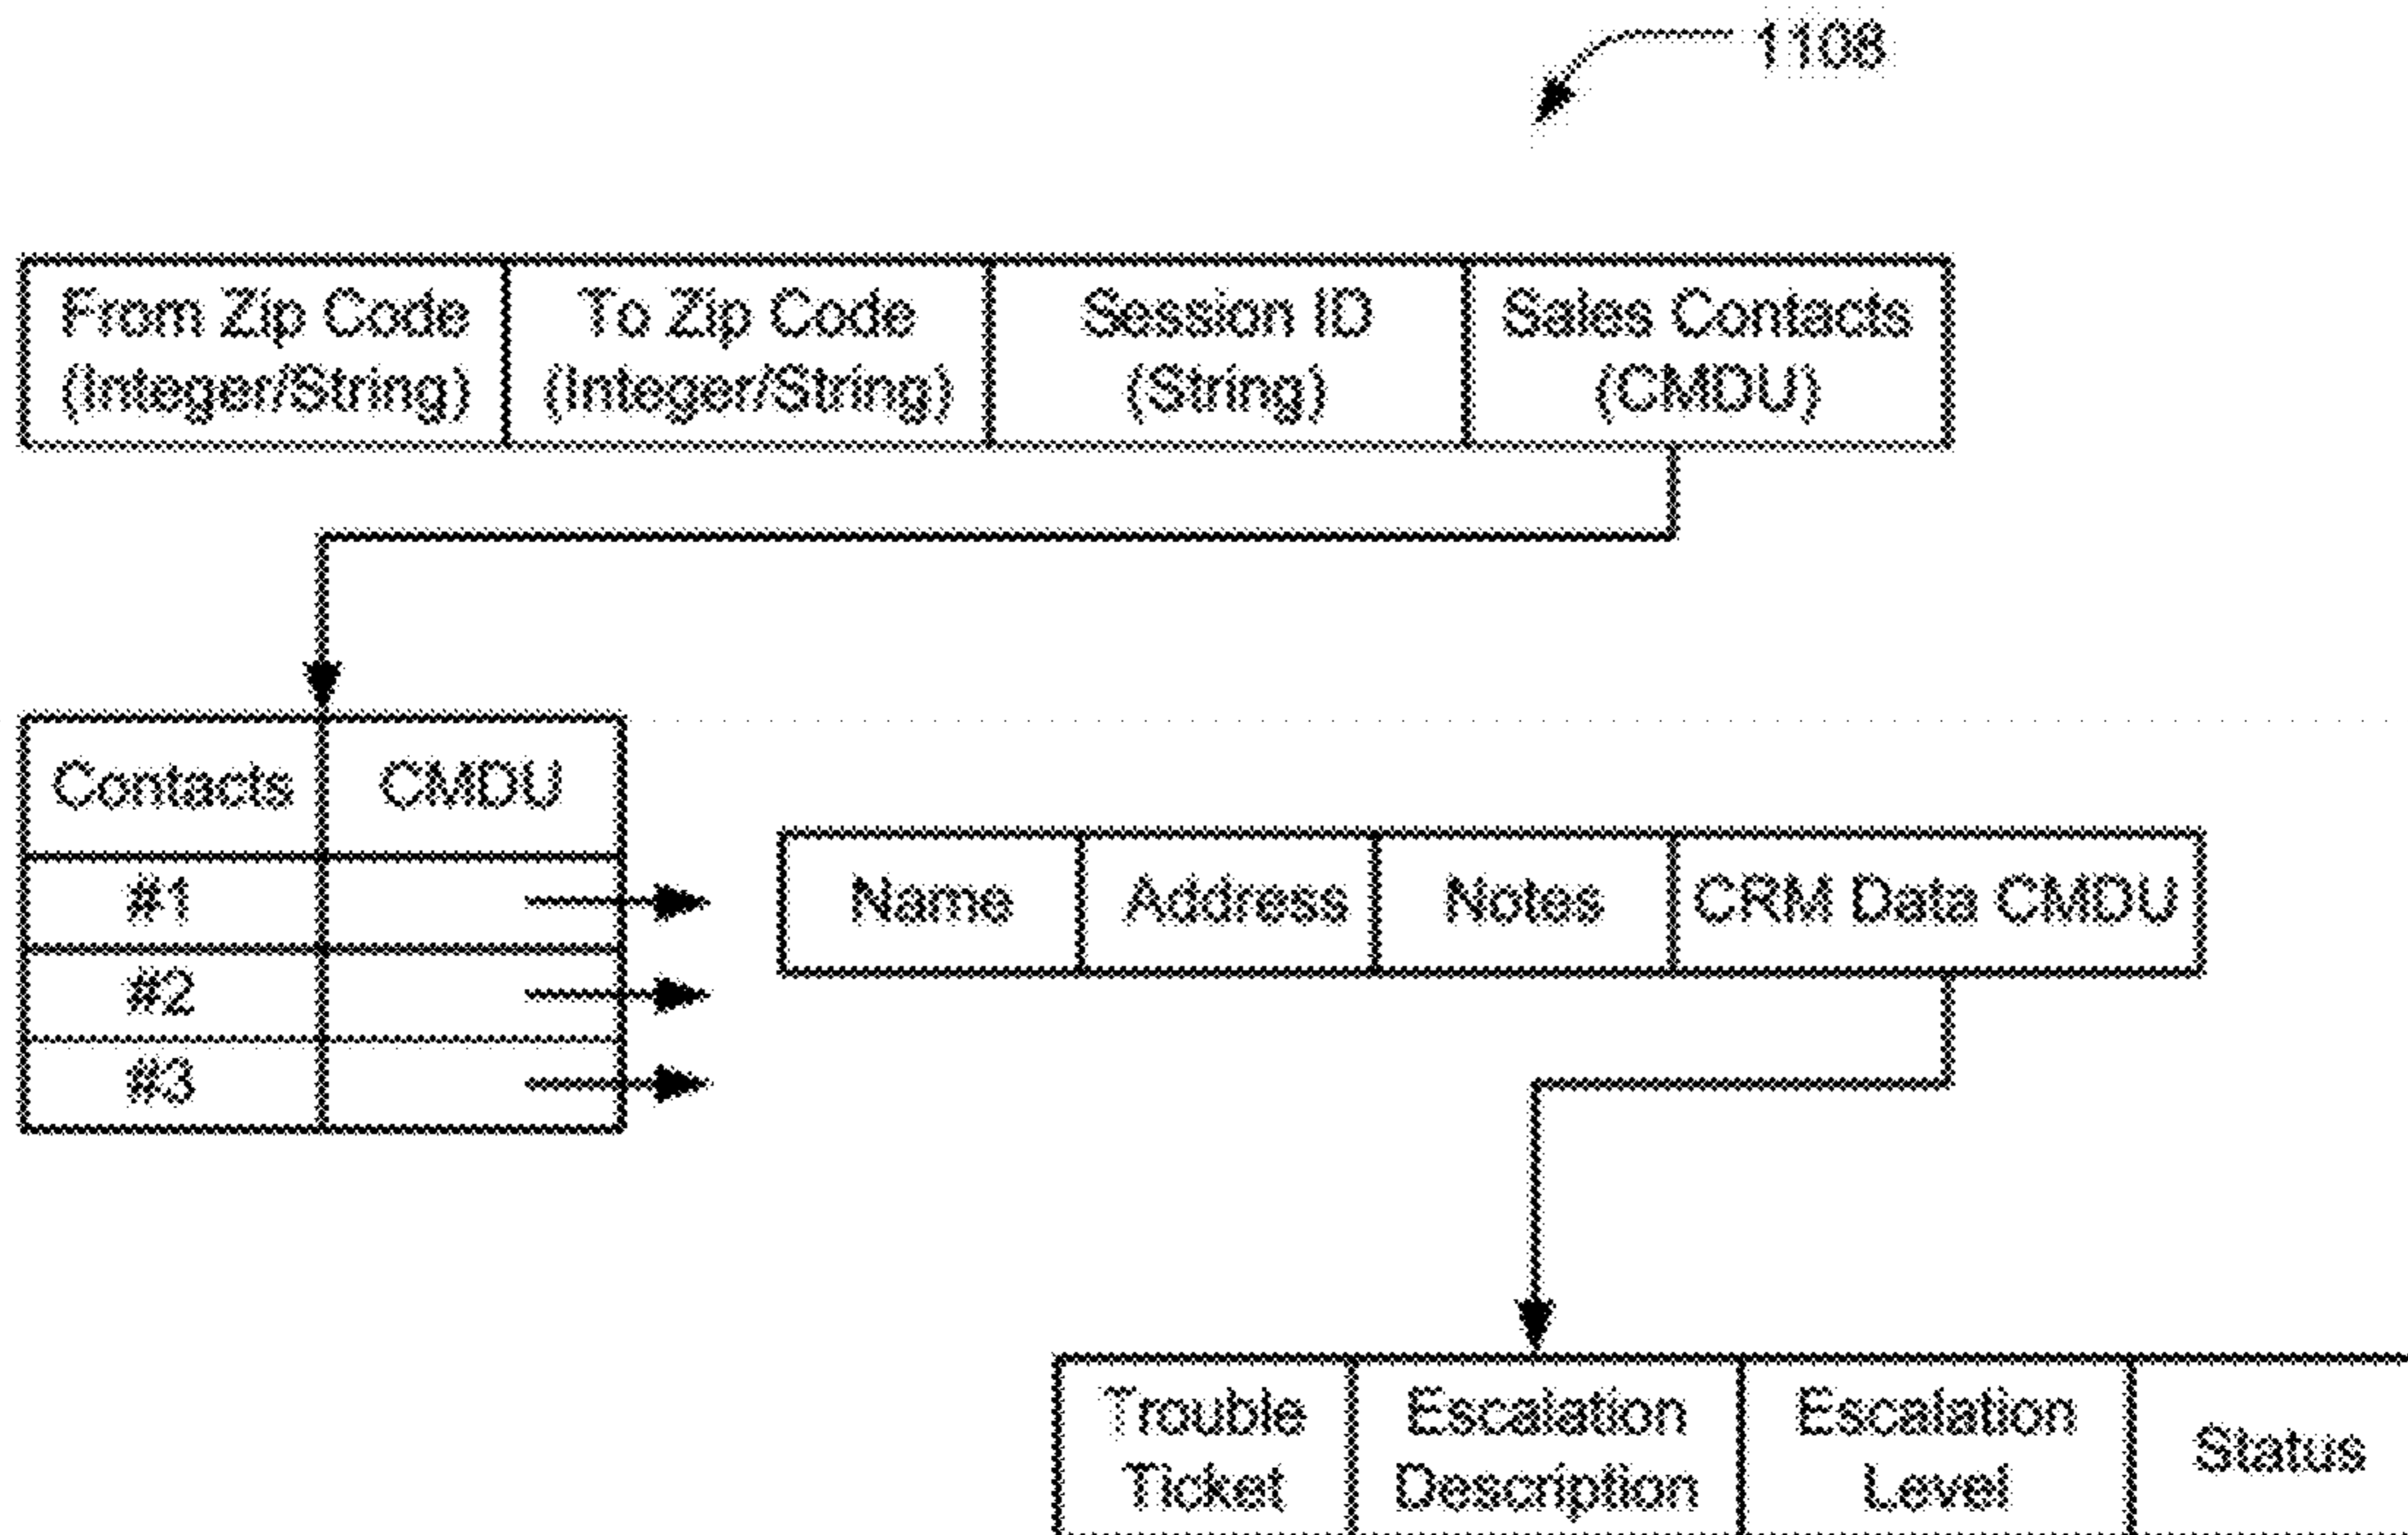 1108
From Zip Code To Zip Code Session ID Sales Contacts
(Integer/String) (Integer/String) (String) (CMDU)
Contacts CMDU
#1
Name Address Notes CRM Data CMDU
#2
#3
Trouble Escalation Escalation
Ticket Description Level Status